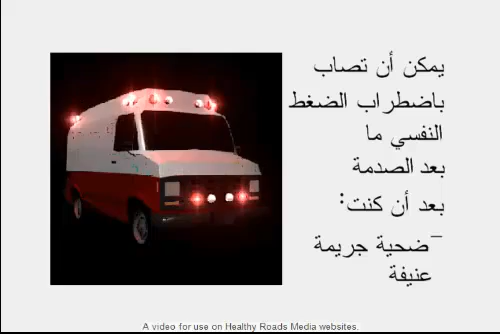 يمكن أن تصاب
باضطراب الضغط
النفسي ما
بعد الصدمة
بعد أن كنت:
–ضحية جريمة
عنيفة
A video for use on Healthy Roads Media websites.